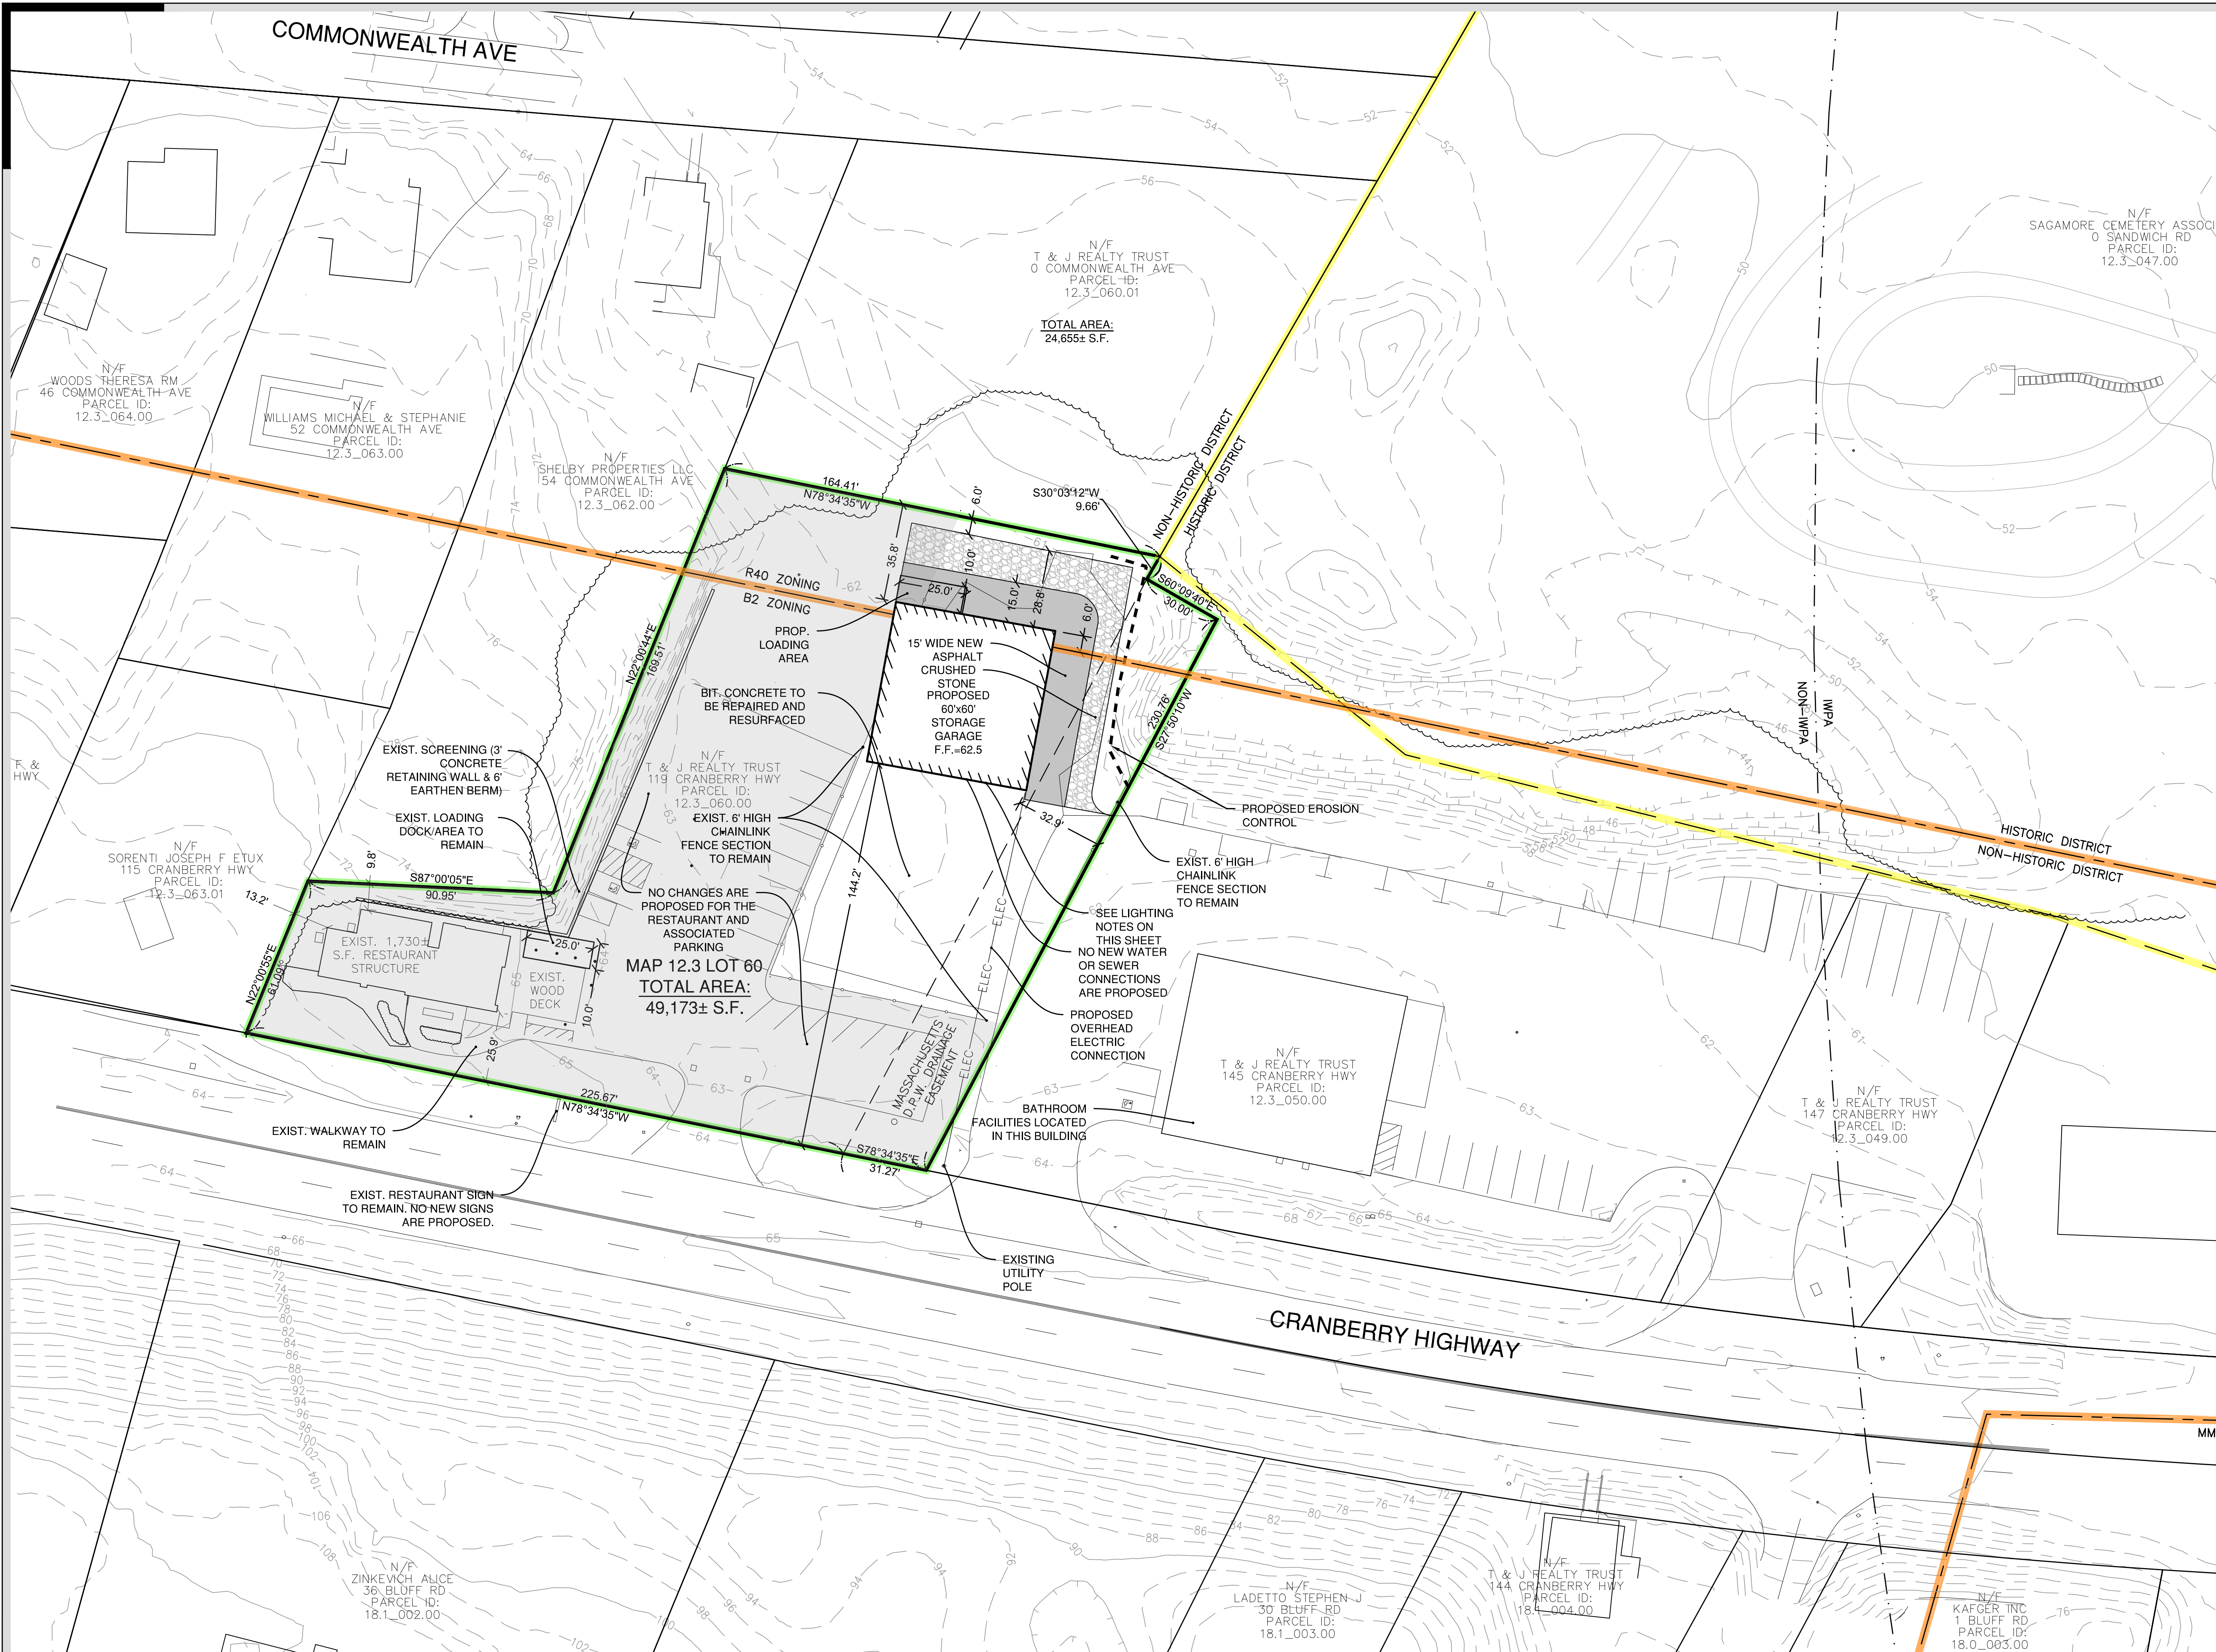 COMMONWEALTH AVE
N/F
T & J REALTY TRUST
0 COMMONWEALTH AVE
PARCEL ID:
12.3_060.01
TOTAL AREA:
24,655± S.F.
N/F
SAGAMORE CEMETERY ASSOCI
0 SANDWICH RD
PARCEL ID:
12.3_047.00
N/F
WOODS THERESA RM
46 COMMONWEALTH AVE
PARCEL ID:
12.3_064.00
N/F
WILLIAMS MICHAEL & STEPHANIE
52 COMMONWEALTH AVE
PARCEL ID:
12.3_063.00
N/F
SHELBY PROPERTIES LLC
54 COMMONWEALTH AVE
PARCEL ID:
12.3_062.00
NON-HISTORIC DISTRICT
HISTORIC DISTRICT
164.41'
N78°34'35"W
6.0'
S30°03'12"W
9.66'
35.8'
10.0'
25.0'
15.0'
28.8'
6.0'
S60°09'40"E
30.00'
R40 ZONING
B2 ZONING
62
PROP.
LOADING
AREA
15' WIDE NEW
ASPHALT
CRUSHED
STONE
PROPOSED
60'x60'
STORAGE
GARAGE
F.F.=62.5
N22°00'44"E
169.51'
230.76'
S27°50'10"W
BIT. CONCRETE TO
BE REPAIRED AND
RESURFACED
IWPA
NON-IWPA
N/F
T & J REALTY TRUST
119 CRANBERRY HWY
PARCEL ID:
12.3_060.00
EXIST. SCREENING (3'
CONCRETE
RETAINING WALL & 6'
EARTHEN BERM)
F &
HWY
EXIST. LOADING
DOCK/AREA TO
REMAIN
EXIST. 6' HIGH
CHAINLINK
FENCE SECTION
TO REMAIN
32.9'
PROPOSED EROSION
CONTROL
HISTORIC DISTRICT
NON-HISTORIC DISTRICT
N/F
SORENTI JOSEPH F ETUX
115 CRANBERRY HWY
PARCEL ID:
12.3_063.01
9.8'
S87°00'05"E
90.95'
13.2'
144.2'
EXIST. 6' HIGH
CHAINLINK
FENCE SECTION
TO REMAIN
NO CHANGES ARE
PROPOSED FOR THE
RESTAURANT AND
ASSOCIATED
PARKING
SEE LIGHTING
NOTES ON
THIS SHEET
NO NEW WATER
OR SEWER
CONNECTIONS
ARE PROPOSED
N22°00'55"E
61.09'
EXIST. 1,730±
S.F. RESTAURANT
STRUCTURE
25.0'
EXIST.
WOOD
DECK
10.0'
MAP 12.3 LOT 60
TOTAL AREA:
49,173± S.F.
ELEC
ELEC
ELEC
PROPOSED
OVERHEAD
ELECTRIC
CONNECTION
MASSACHUSETTS
D.P.W. DRAINAGE
EASEMENT
25.9'
N/F
T & J REALTY TRUST
145 CRANBERRY HWY
PARCEL ID:
12.3_050.00
N/F
T & J REALTY TRUST
147 CRANBERRY HWY
PARCEL ID:
12.3_049.00
225.67'
N78°34'35"W
BATHROOM
FACILITIES LOCATED
IN THIS BUILDING
EXIST. WALKWAY TO
REMAIN
S78°34'35"E
31.27'
EXIST. RESTAURANT SIGN
TO REMAIN. NO NEW SIGNS
ARE PROPOSED.
EXISTING
UTILITY
POLE
CRANBERRY HIGHWAY
MM
N/F
ZINKEVICH ALICE
36 BLUFF RD
PARCEL ID:
18.1_002.00
N/F
LADETTO STEPHEN J
30 BLUFF RD
PARCEL ID:
18.1_003.00
N/F
T & J REALTY TRUST
144 CRANBERRY HWY
PARCEL ID:
18.1_004.00
N/F
KAFGER INC
1 BLUFF RD
PARCEL ID:
18.0_003.00